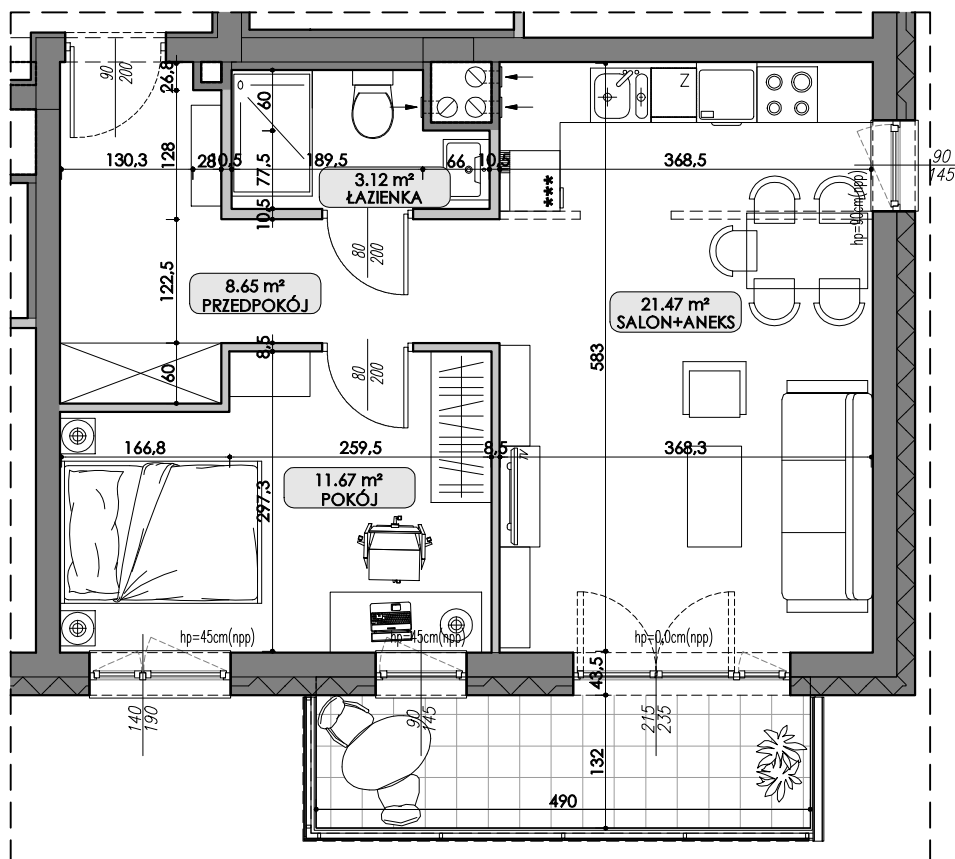 90
200
26,8
60
Z
130,3
128
28
10,5
189,5
77,5
66
10,5
368,5
90
145
3.12 m²
ŁAZIENKA
***
hp=90cm(npp)
10,5
80
200
122,5
8.65 m²
PRZEDPOKÓJ
21.47 m²
SALON+ANEKS
8,5
583
60
80
200
166,8
259,5
8,5
368,3
TV
11.67 m²
POKÓJ
297,3
hp=45cm(npp)
hp=45cm(npp)
hp=0,0cm(npp)
43,5
140
190
90
145
215
235
132
490